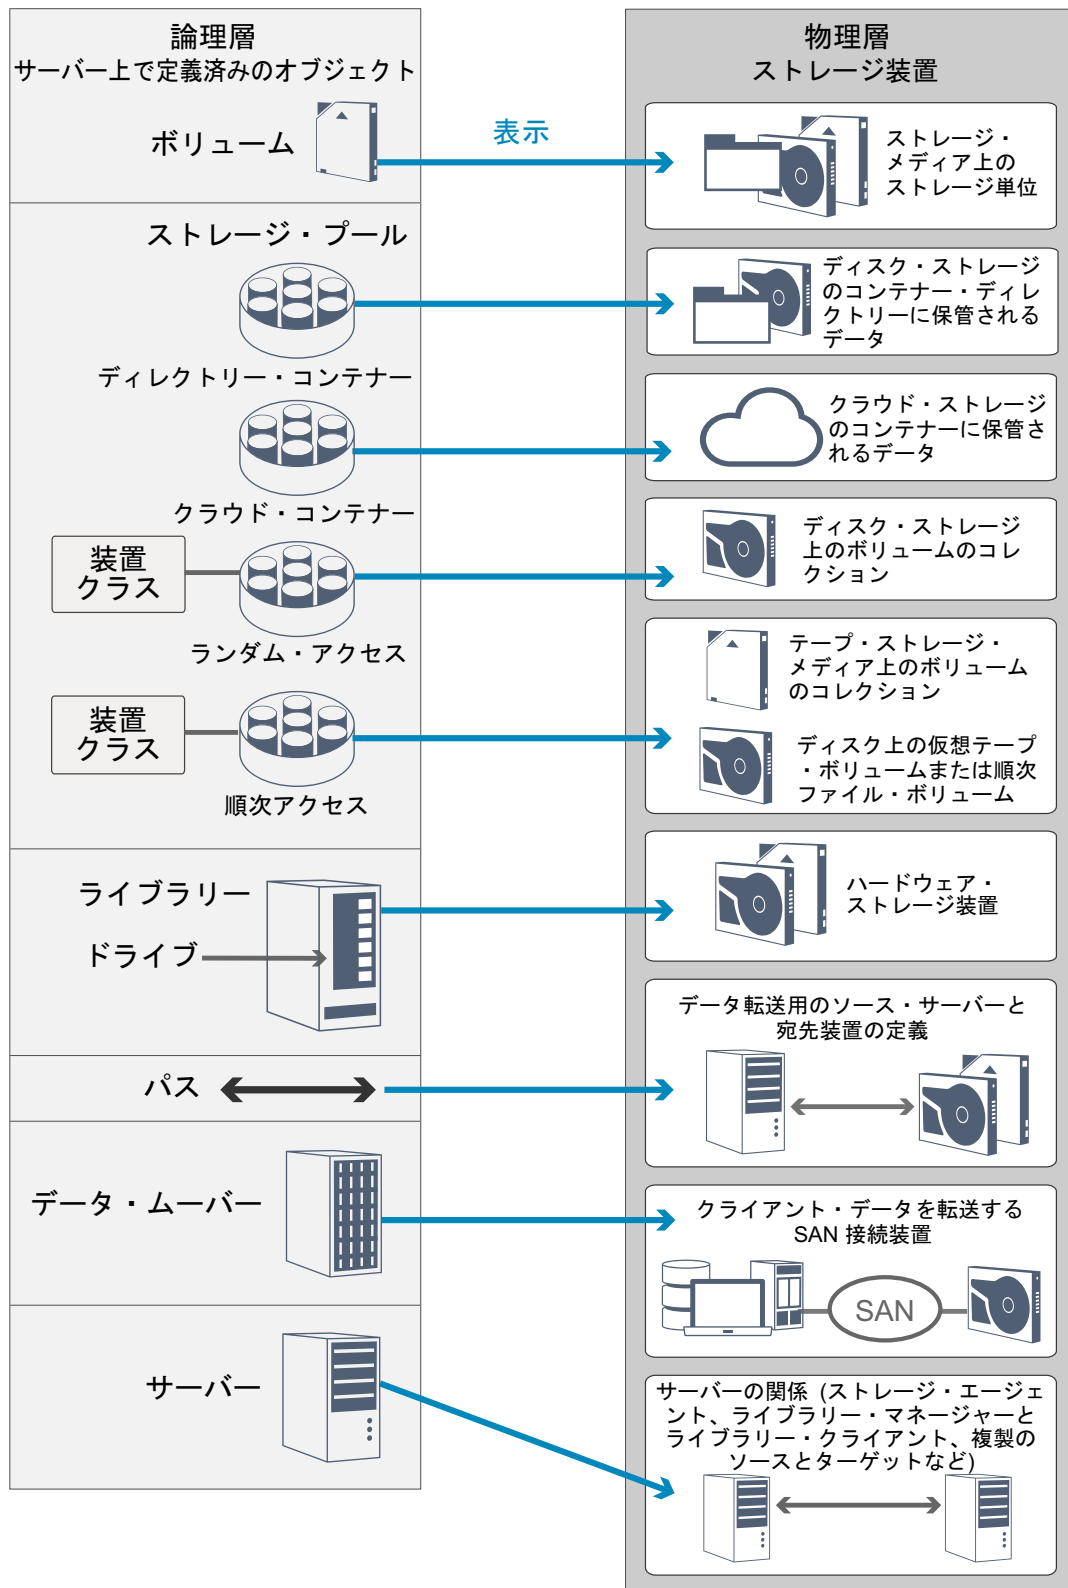 論理層
サーバー上で定義済みのオブジェクト
ボリューム
ストレージ・プール
ディレクトリー・コンテナー
クラウド・コンテナー
装置
クラス
ランダム・アクセス
装置
クラス
順次アクセス
ライブラリー
ドライブ
パス
データ・ムーバー
サーバー
表示
物理層
ストレージ装置
ストレージ・
メディア上の
ストレージ単位
ディスク・ストレージ
のコンテナー・ディレ
クトリーに保管される
データ
クラウド・ストレージ
のコンテナーに保管さ
れるデータ
ディスク・ストレージ
上のボリュームのコレ
クション
テープ・ストレージ・
メディア上のボリューム
のコレクション
ディスク上の仮想テープ
・ボリュームまたは順次
ファイル・ボリューム
ハードウェア・
ストレージ装置
データ転送用のソース・サーバーと
宛先装置の定義
クライアント・データを転送する
SAN 接続装置
SAN
サーバーの関係 (ストレージ・エージェ
ント、ライブラリー・マネージャーと
ライブラリー・クライアント、複製の
ソースとターゲットなど)